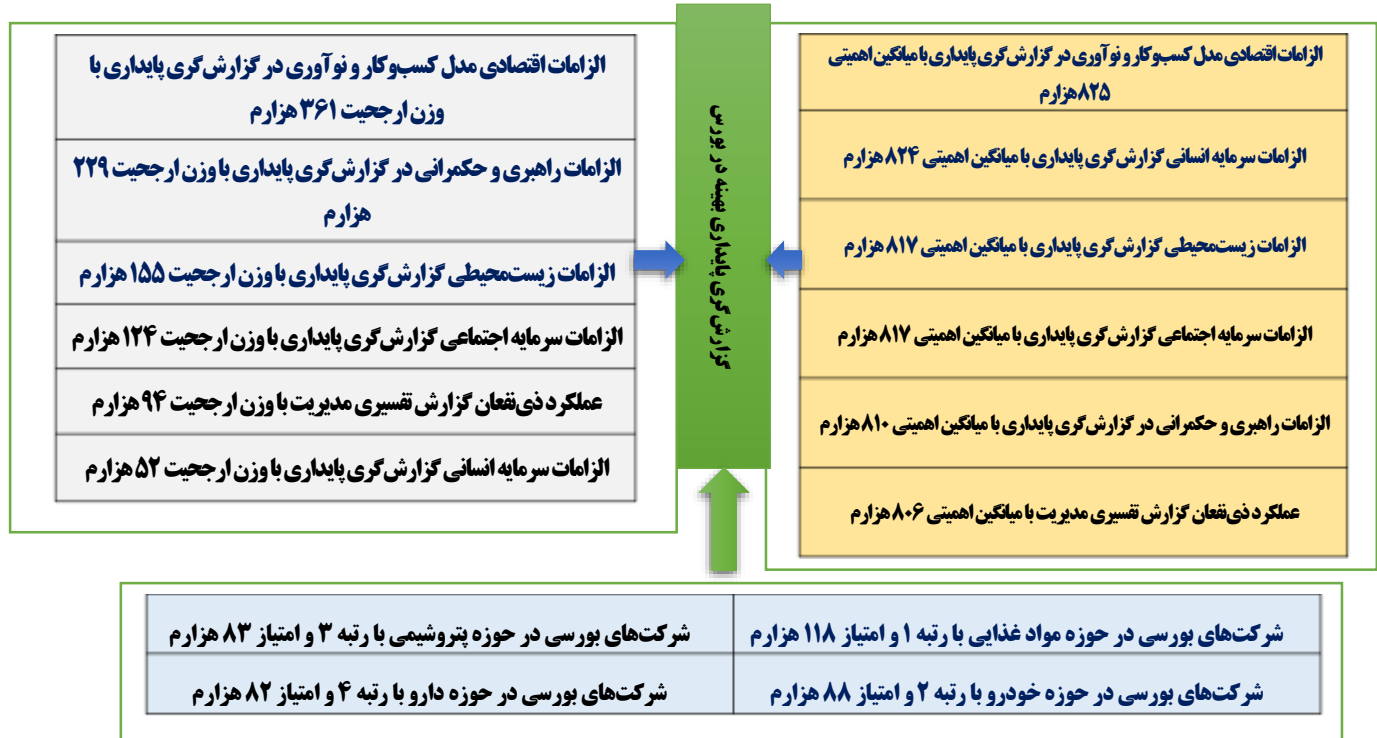 الزامات اقتصادی مدل کسب‌وکار و نوآوری در گزارش‌گری پایداری با میانگین اهمیتی
۸۲۵هزارم
الزامات سرمایه انسانی گزارش‌گری پایداری با میانگین اهمیتی ۸۲۴ هزارم
الزامات زیست‌محیطی گزارش‌گری پایداری با میانگین اهمیتی ۸۱۷ هزارم
الزامات سرمایه اجتماعی گزارش‌گری پایداری با میانگین اهمیتی ۸۱۷ هزارم
الزامات راهبری و حکمرانی در گزارش‌گری پایداری با میانگین اهمیتی ۸۱۰ هزارم
عملکرد ذی‌نفعان گزارش تفسیری مدیریت با میانگین اهمیتی ۸۰۶ هزارم
گزارش‌گری پایداری بهینه در بورس
الزامات اقتصادی مدل کسب‌وکار و نوآوری در گزارش‌گری پایداری با
وزن ارجحیت ۳۶۱ هزارم
الزامات راهبری و حکمرانی در گزارش‌گری پایداری با وزن ارجحیت ۲۲۹
هزارم
الزامات زیست‌محیطی گزارش‌گری پایداری با وزن ارجحیت ۱۵۵ هزارم
الزامات سرمایه اجتماعی گزارش‌گری پایداری با وزن ارجحیت ۱۲۴ هزارم
عملکرد ذی‌نفعان گزارش تفسیری مدیریت با وزن ارجحیت ۹۴ هزارم
الزامات سرمایه انسانی گزارش‌گری پایداری با وزن ارجحیت ۵۲ هزارم
شرکت‌های بورسی در حوزه مواد غذایی با رتبه ۱ و امتیاز ۱۱۸ هزارم
شرکت‌های بورسی در حوزه پتروشیمی با رتبه ۳ و امتیاز ۸۳ هزارم
شرکت‌های بورسی در حوزه خودرو با رتبه ۲ و امتیاز ۸۸ هزارم
شرکت‌های بورسی در حوزه دارو با رتبه ۴ و امتیاز ۸۲ هزارم